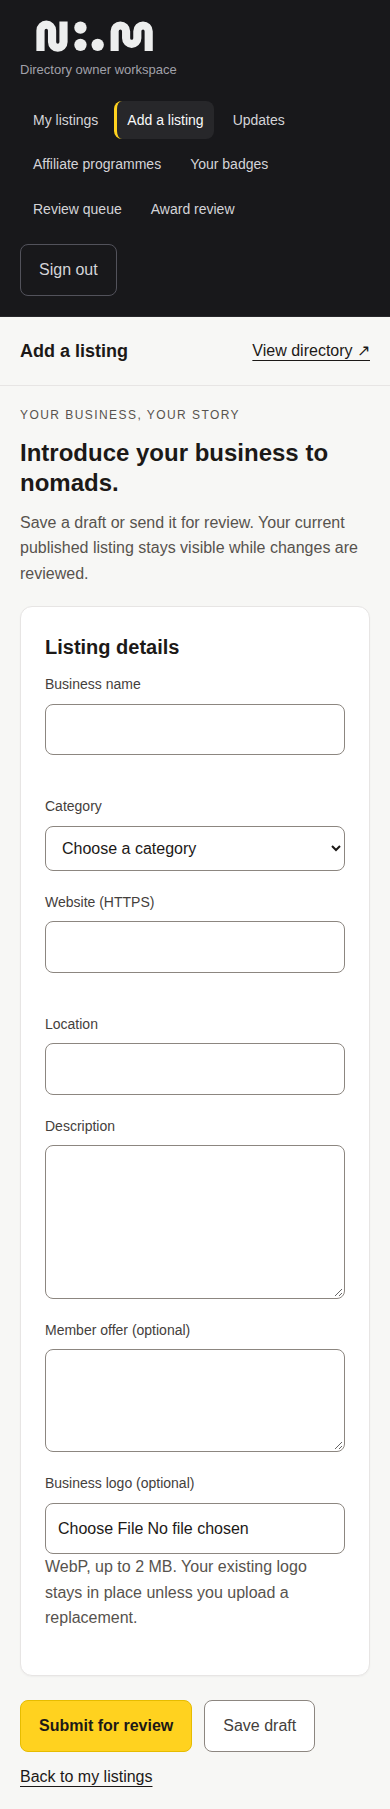 N:.M
Directory owner workspace
My listings Add a listing Updates
Affiliate programmes Your badges
Review queue Award review
Sign out
Add a listing View directory ↗
YOUR BUSINESS, YOUR STORY
Introduce your business to
nomads.
Save a draft or send it for review. Your current
published listing stays visible while changes are
reviewed.
Listing details
Business name
Category
Choose a category
Website (HTTPS)
Location
Description
Member offer (optional)
Business logo (optional)
Choose File No file chosen
WebP, up to 2 MB. Your existing logo
stays in place unless you upload a
replacement.
Submit for review Save draft
Back to my listings